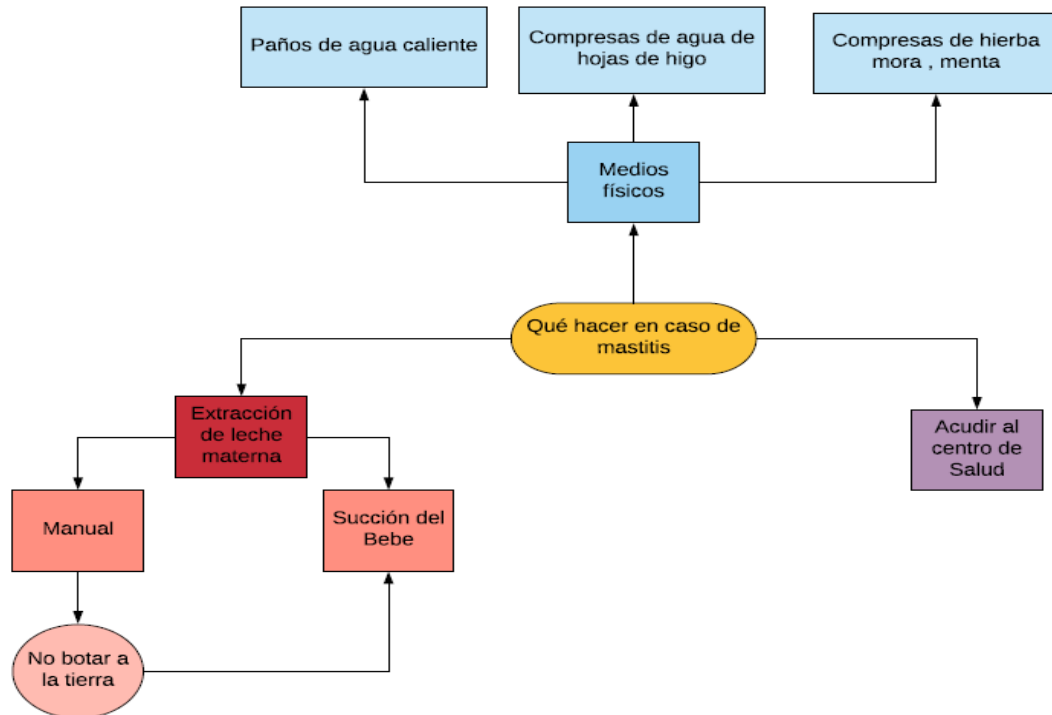 Paños de agua caliente
Compresas de agua de
hojas de higo
Compresas de hierba
mora , menta
Medios
físicos
Qué hacer en caso de
mastitis
Extracción
de leche
materna
Acudir al
centro de
Salud
Manual
Succión del
Bebe
No botar a
la tierra